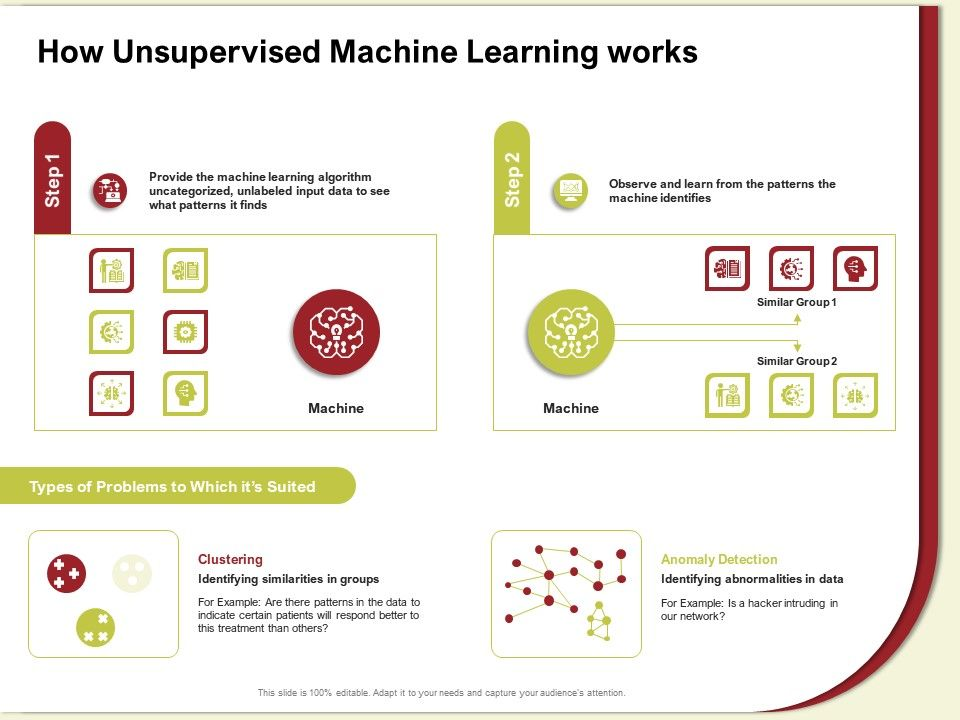 How Unsupervised Machine Learning works
Step 1
Provide the machine learning algorithm
uncategorized, unlabeled input data to see
what patterns it finds
Machine
Step 2
Observe and learn from the patterns the
machine identifies
Machine
Similar Group 1
Similar Group 2
Types of Problems to Which it’s Suited
Clustering
Identifying similarities in groups
For Example: Are there patterns in the data to
indicate certain patients will respond better to
this treatment than others?
Anomaly Detection
Identifying abnormalities in data
For Example: Is a hacker intruding in
our network?
This slide is 100% editable. Adapt it to your needs and capture your audience’s attention.